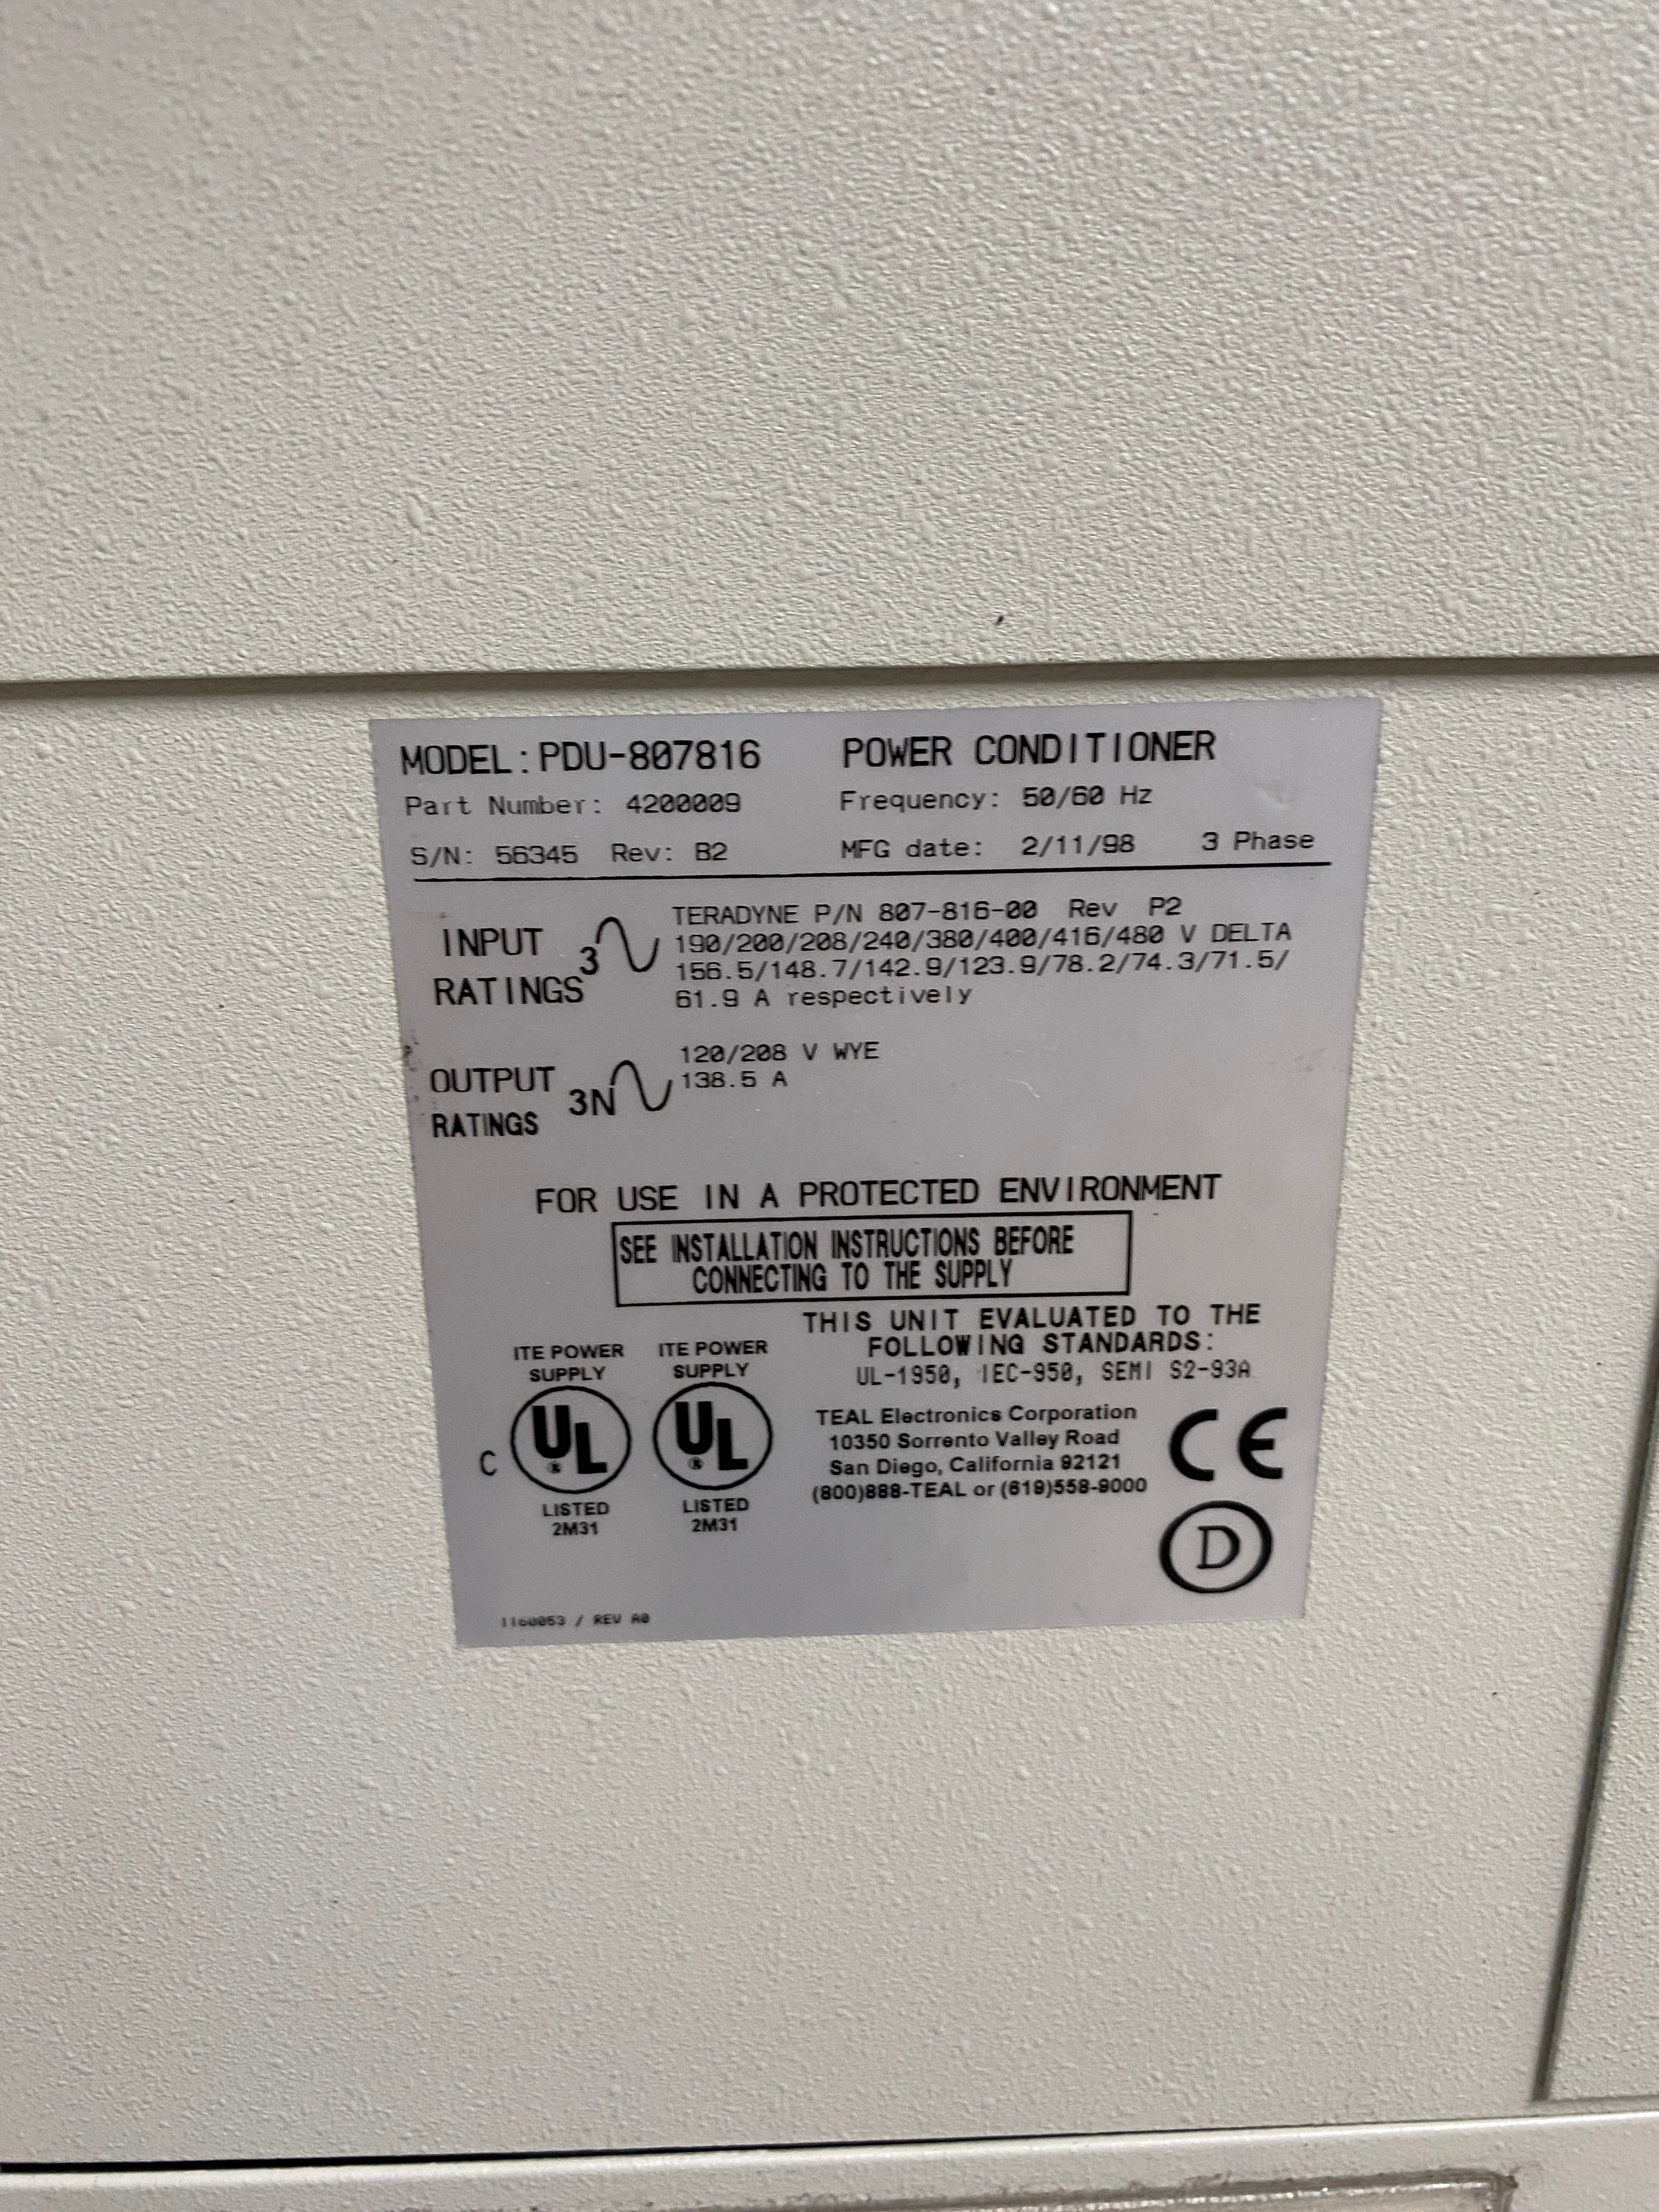 MODEL: PDU-807816 POWER CONDITIONER
Part Number: 4200009 Frequency: 50/60 Hz
S/N: 56345 Rev: B2 MFG date: 2/11/98 3 Phase
INPUT RATINGS 3
TERADYNE P/N 807-816-00 Rev P2
190/200/208/240/380/400/416/480 V DELTA
156.5/148.7/142.9/123.9/78.2/74.3/71.5/
61.9 A respectively
OUTPUT RATINGS 3N
120/208 V WYE
138.5 A
FOR USE IN A PROTECTED ENVIRONMENT
SEE INSTALLATION INSTRUCTIONS BEFORE
CONNECTING TO THE SUPPLY
THIS UNIT EVALUATED TO THE
FOLLOWING STANDARDS:
UL-1950, IEC-950, SEMI S2-93A
ITE POWER
SUPPLY
C UL ®
LISTED
2M31
ITE POWER
SUPPLY
UL ®
LISTED
2M31
TEAL Electronics Corporation
10350 Sorrento Valley Road
San Diego, California 92121
(800)888-TEAL or (619)558-9000
CE
D
1160053 / REV A0